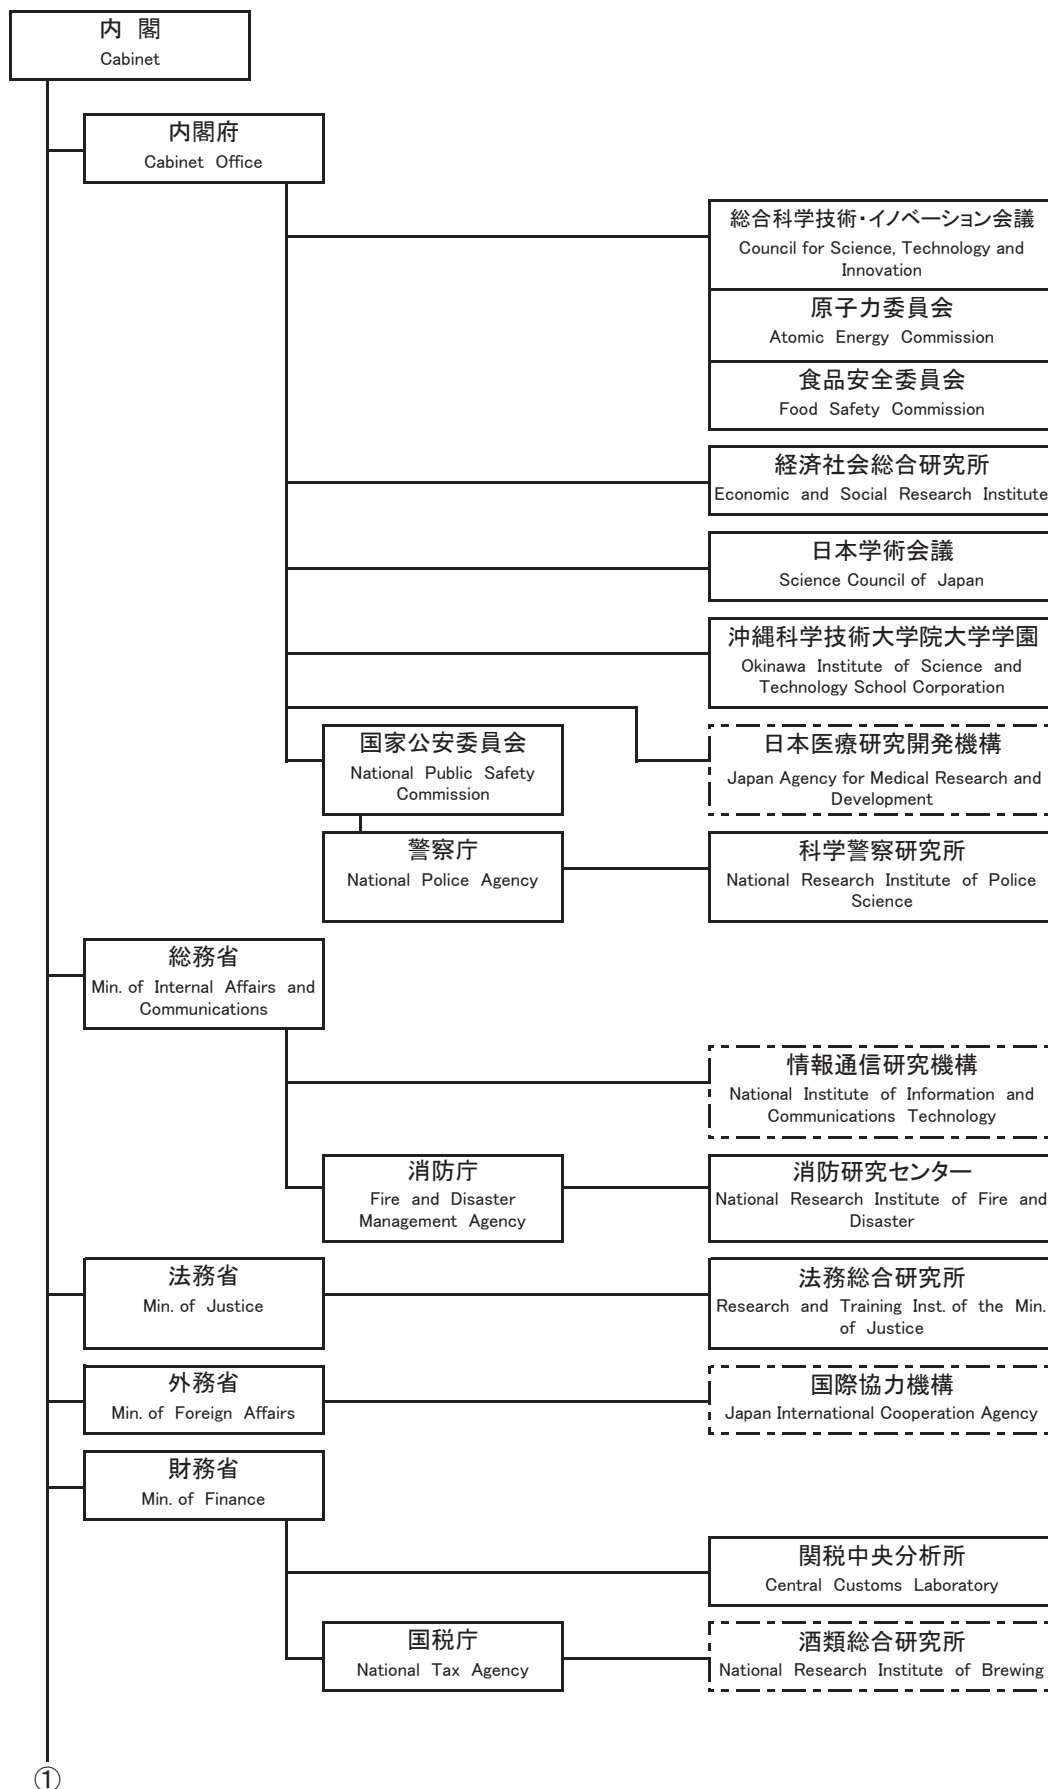 内 閣
Cabinet
内閣府
Cabinet Office
総合科学技術・イノベーション会議
Council for Science, Technology and
Innovation
原子力委員会
Atomic Energy Commission
食品安全委員会
Food Safety Commission
経済社会総合研究所
Economic and Social Research Institute
日本学術会議
Science Council of Japan
沖縄科学技術大学院大学学園
Okinawa Institute of Science and
Technology School Corporation
国家公安委員会
National Public Safety
Commission
日本医療研究開発機構
Japan Agency for Medical Research and
Development
警察庁
National Police Agency
科学警察研究所
National Research Institute of Police
Science
総務省
Min. of Internal Affairs and
Communications
情報通信研究機構
National Institute of Information and
Communications Technology
消防庁
Fire and Disaster
Management Agency
消防研究センター
National Research Institute of Fire and
Disaster
法務省
Min. of Justice
法務総合研究所
Research and Training Inst. of the Min.
of Justice
外務省
Min. of Foreign Affairs
国際協力機構
Japan International Cooperation Agency
財務省
Min. of Finance
関税中央分析所
Central Customs Laboratory
国税庁
National Tax Agency
酒類総合研究所
National Research Institute of Brewing
①